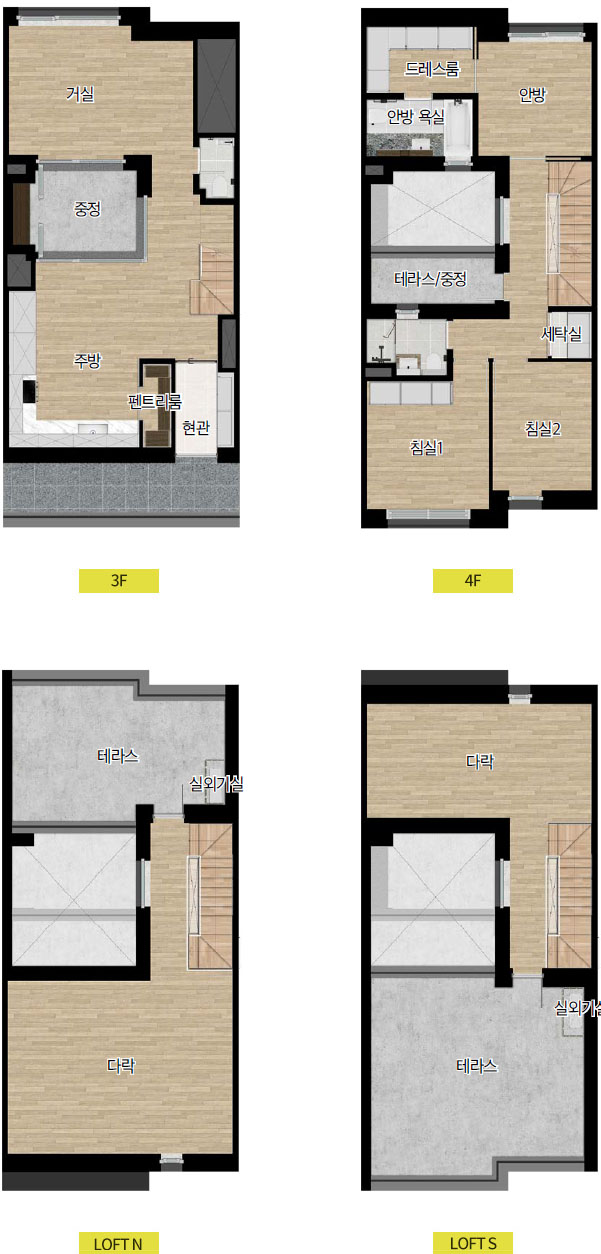 거실
중정
주방
펜트리룸
현관
3F
드레스룸
안방
안방 욕실
테라스/중정
세탁실
침실1
침실2
4F
테라스
실외기실
다락
LOFT N
다락
실외기실
테라스
LOFT S